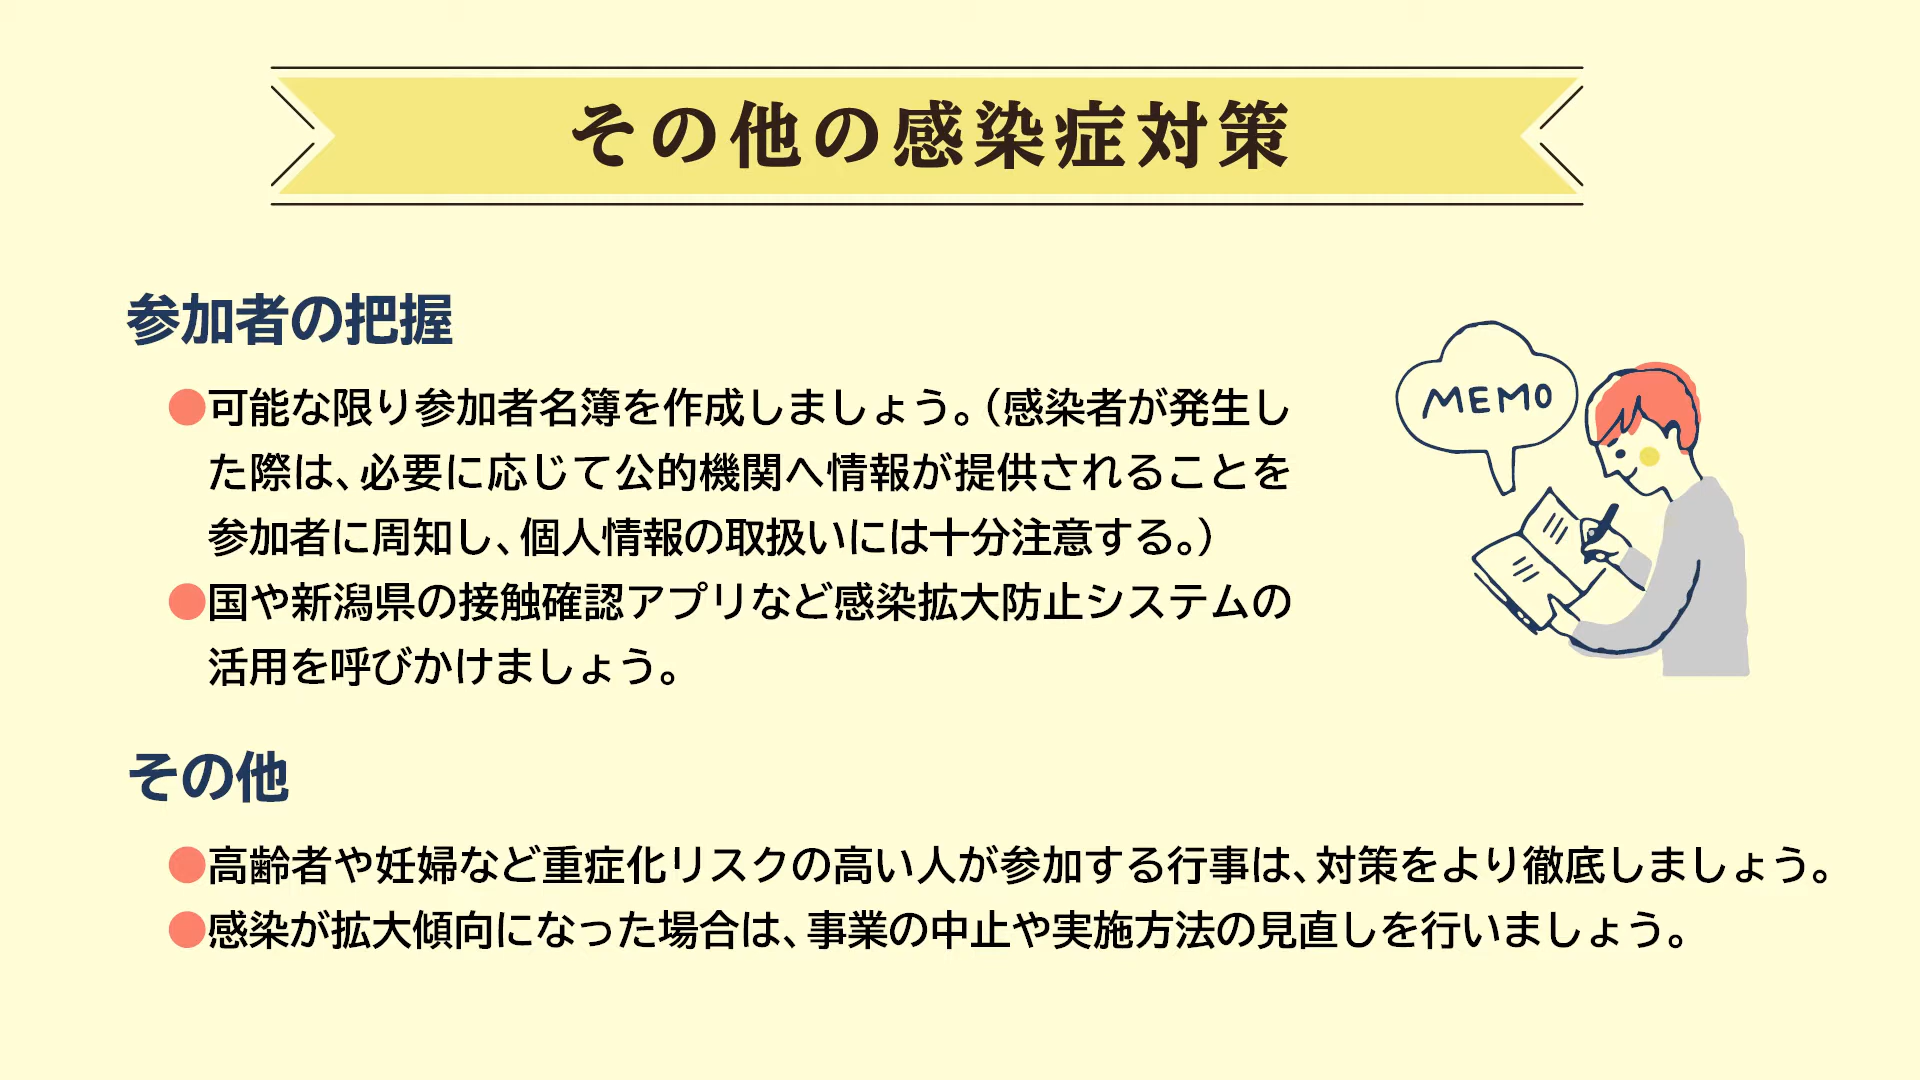 その他の感染症対策
参加者の把握
●可能な限り参加者名簿を作成しましょう。（感染者が発生し
た際は、必要に応じて公的機関へ情報が提供されることを
参加者に周知し、個人情報の取扱いには十分注意する。）
●国や新潟県の接触確認アプリなど感染拡大防止システムの
活用を呼びかけましょう。
MEMO
その他
●高齢者や妊婦など重症化リスクの高い人が参加する行事は、対策をより徹底しましょう。
●感染が拡大傾向になった場合は、事業の中止や実施方法の見直しを行いましょう。